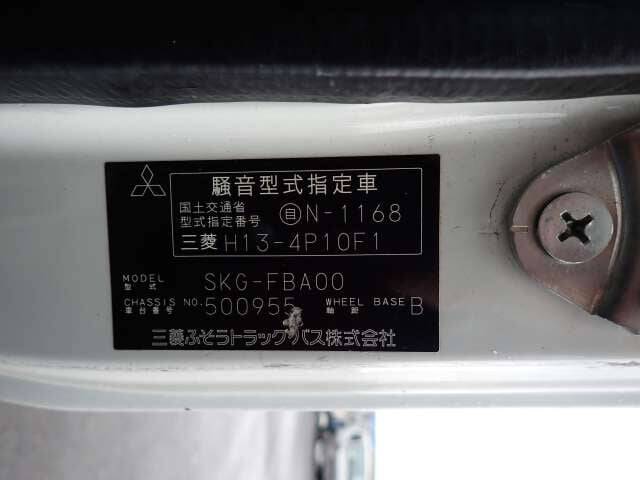 騒音型式指定車
国土交通省
型式指定番号 自N-1168
三菱 H13-4P10F1
MODEL SKG-FBA00
型式
CHASSIS NO. 500955 WHEEL BASE B
車台番号 軸距
三菱ふそうトラック・バス株式会社